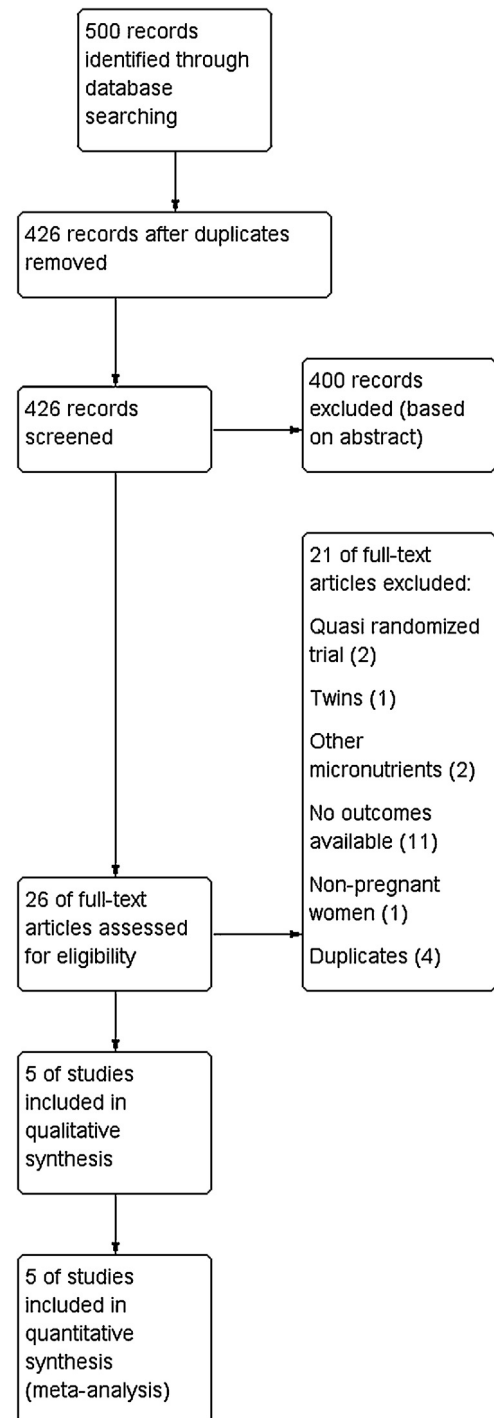 500 records
identified through
database
searching
426 records after duplicates
removed
426 records
screened
400 records
excluded (based
on abstract)
21 of full-text
articles excluded:
Quasi randomized
trial (2)
Twins (1)
Other
micronutrients (2)
No outcomes
available (11)
Non-pregnant
women (1)
Duplicates (4)
26 of full-text
articles assessed
for eligibility
5 of studies
included in
qualitative
synthesis
5 of studies
included in
quantitative
synthesis
(meta-analysis)